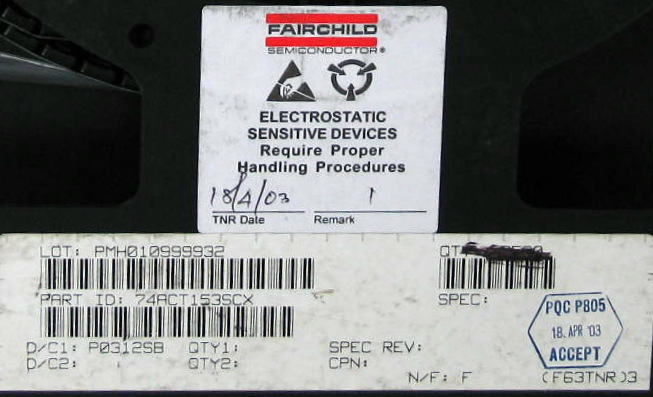 FAIRCHILD
SEMICONDUCTOR®
ELECTROSTATIC
SENSITIVE DEVICES
Require Proper
Handling Procedures
18/4/03 1
TNR Date Remark
LOT: PMH010999932
PART ID: 74ACT153SCX SPEC:
PQC P805
18. APR '03
ACCEPT
D/C1: P0312SB QTY1: SPEC REV:
D/C2: QTY2: CPN:
N/F: F (F63TNR)3